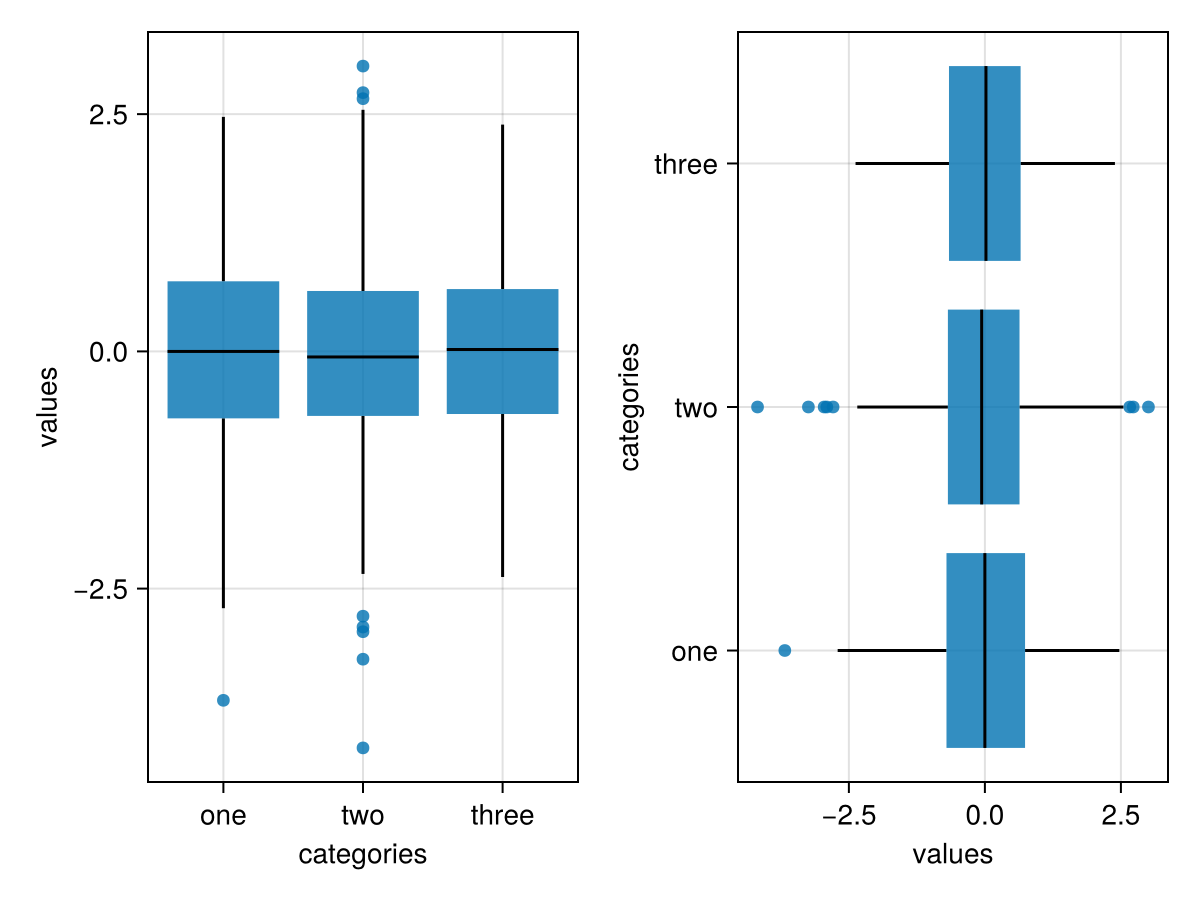 values
2.5
0.0
−2.5
one two three
categories
categories
three
two
one
−2.5 0.0 2.5
values